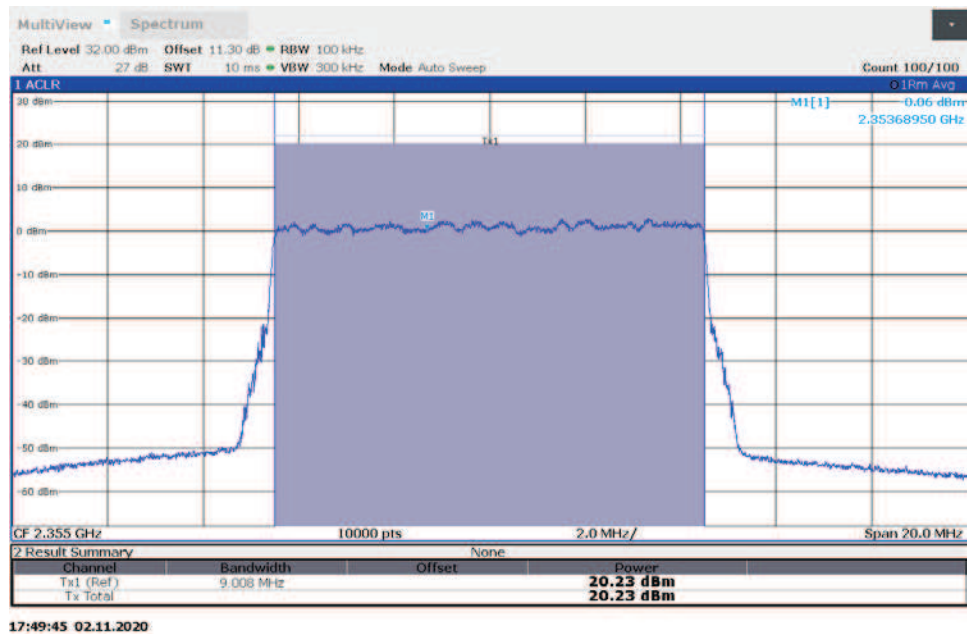 MultiView Spectrum
Ref Level 32.00 dBm Offset 11.30 dB RBW 100 kHz
Att 27 dB SWT 10 ms VBW 300 kHz Mode Auto Sweep Count 100/100
1 ACLR 1Rm Avg
30 dBm M1[1] 0.06 dBm
2.35368950 GHz
20 dBm Tx1
10 dBm
M1
0 dBm
-10 dBm
-20 dBm
-30 dBm
-40 dBm
-50 dBm
-60 dBm
CF 2.355 GHz 10000 pts 2.0 MHz/ Span 20.0 MHz
2 Result Summary None
Channel Bandwidth Offset Power
Tx1 (Ref) 9.008 MHz 20.23 dBm
Tx Total 20.23 dBm
17:49:45 02.11.2020